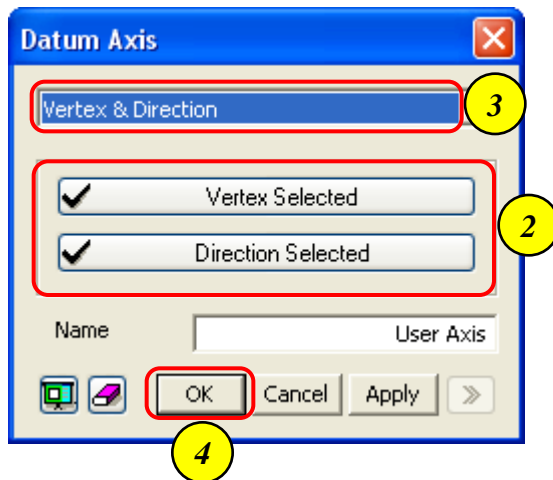 Datum Axis
Vertex & Direction
3
Vertex Selected
2
Direction Selected
Name User Axis
OK Cancel Apply
4